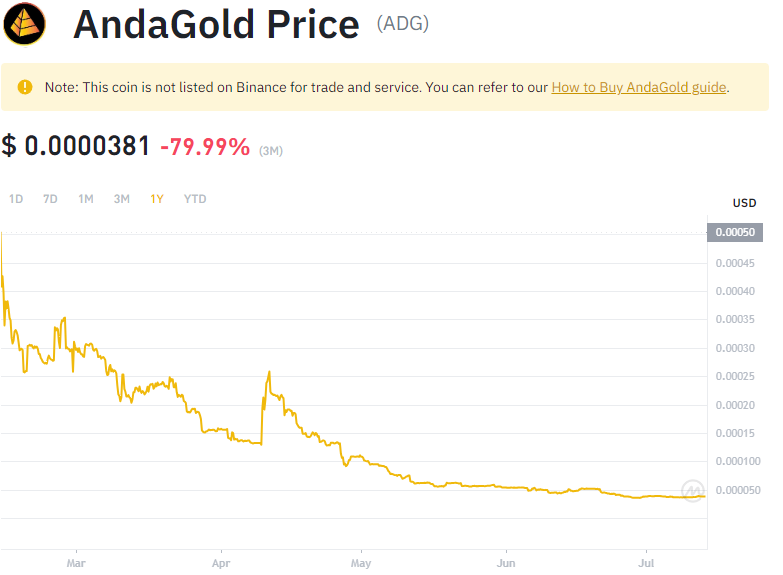 AndaGold Price (ADG)
Note: This coin is not listed on Binance for trade and service. You can refer to our How to Buy AndaGold guide.
$ 0.0000381 -79.99% (3M)
1D 7D 1M 3M 1Y YTD
USD
0.00050
0.00045
0.00040
0.00035
0.00030
0.00025
0.00020
0.00015
0.000100
0.000050
Mar Apr May Jun Jul